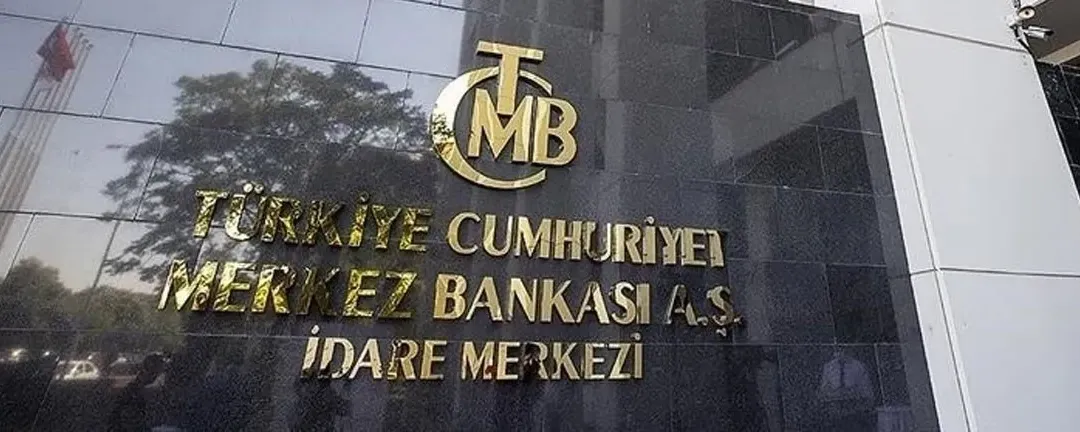 TCMB
TÜRKİYE CUMHURİYET
MERKEZ BANKASI A.Ş.
İDARE MERKEZİ